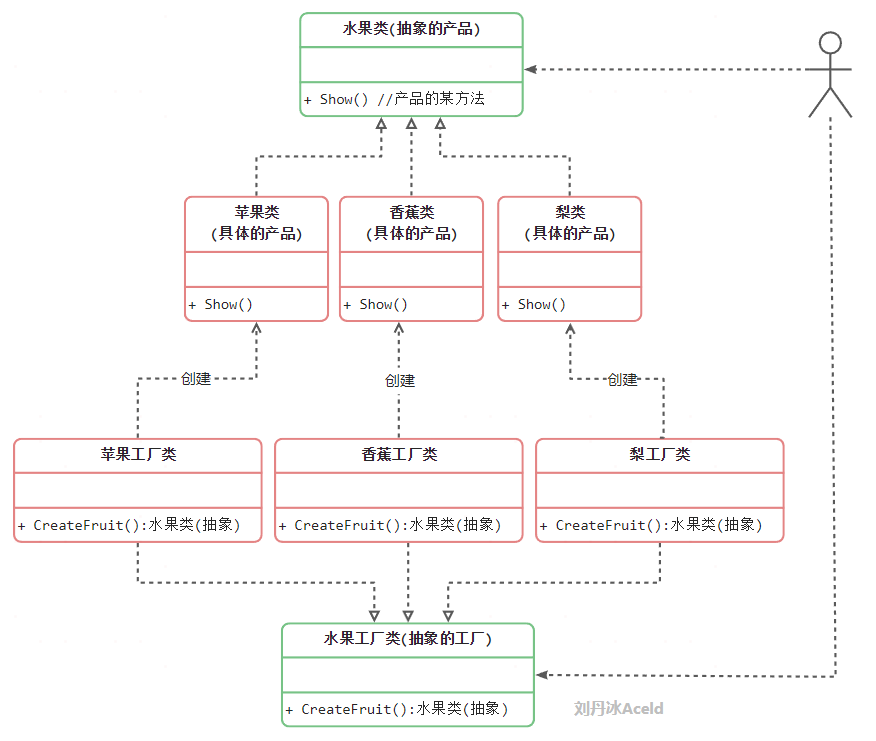 水果类(抽象的产品)
+ Show() //产品的某方法
苹果类
(具体的产品)
+ Show()
香蕉类
(具体的产品)
+ Show()
梨类
(具体的产品)
+ Show()
创建
创建
创建
苹果工厂类
+ CreateFruit():水果类(抽象)
香蕉工厂类
+ CreateFruit():水果类(抽象)
梨工厂类
+ CreateFruit():水果类(抽象)
水果工厂类(抽象的工厂)
+ CreateFruit():水果类(抽象)
刘丹冰Aceld